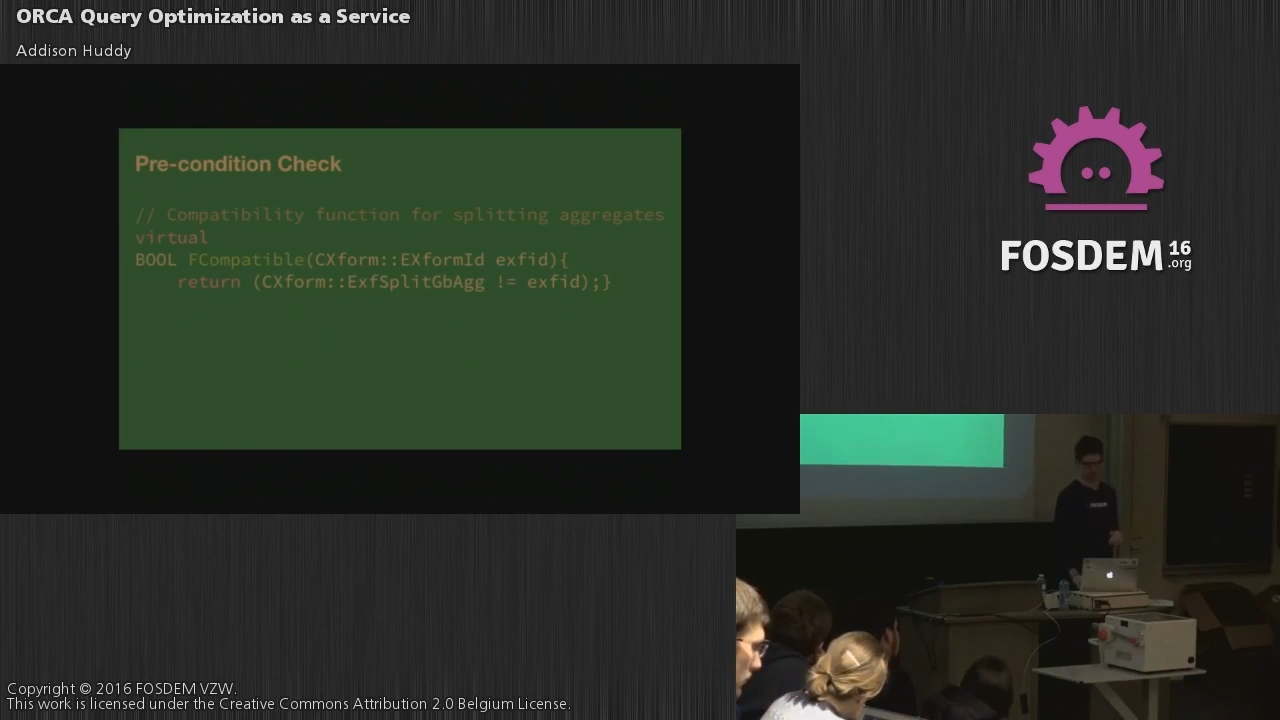 ORCA Query Optimization as a Service
Addison Huddy
Pre-condition Check
// Compatibility function for splitting aggregates
virtual
BOOL FCompatible(CXform::EXformId exfid){
return (CXform::ExfSplitGbAgg != exfid);}
FOSDEM 16 .org
Copyright © 2016 FOSDEM VZW.
This work is licensed under the Creative Commons Attribution 2.0 Belgium License.